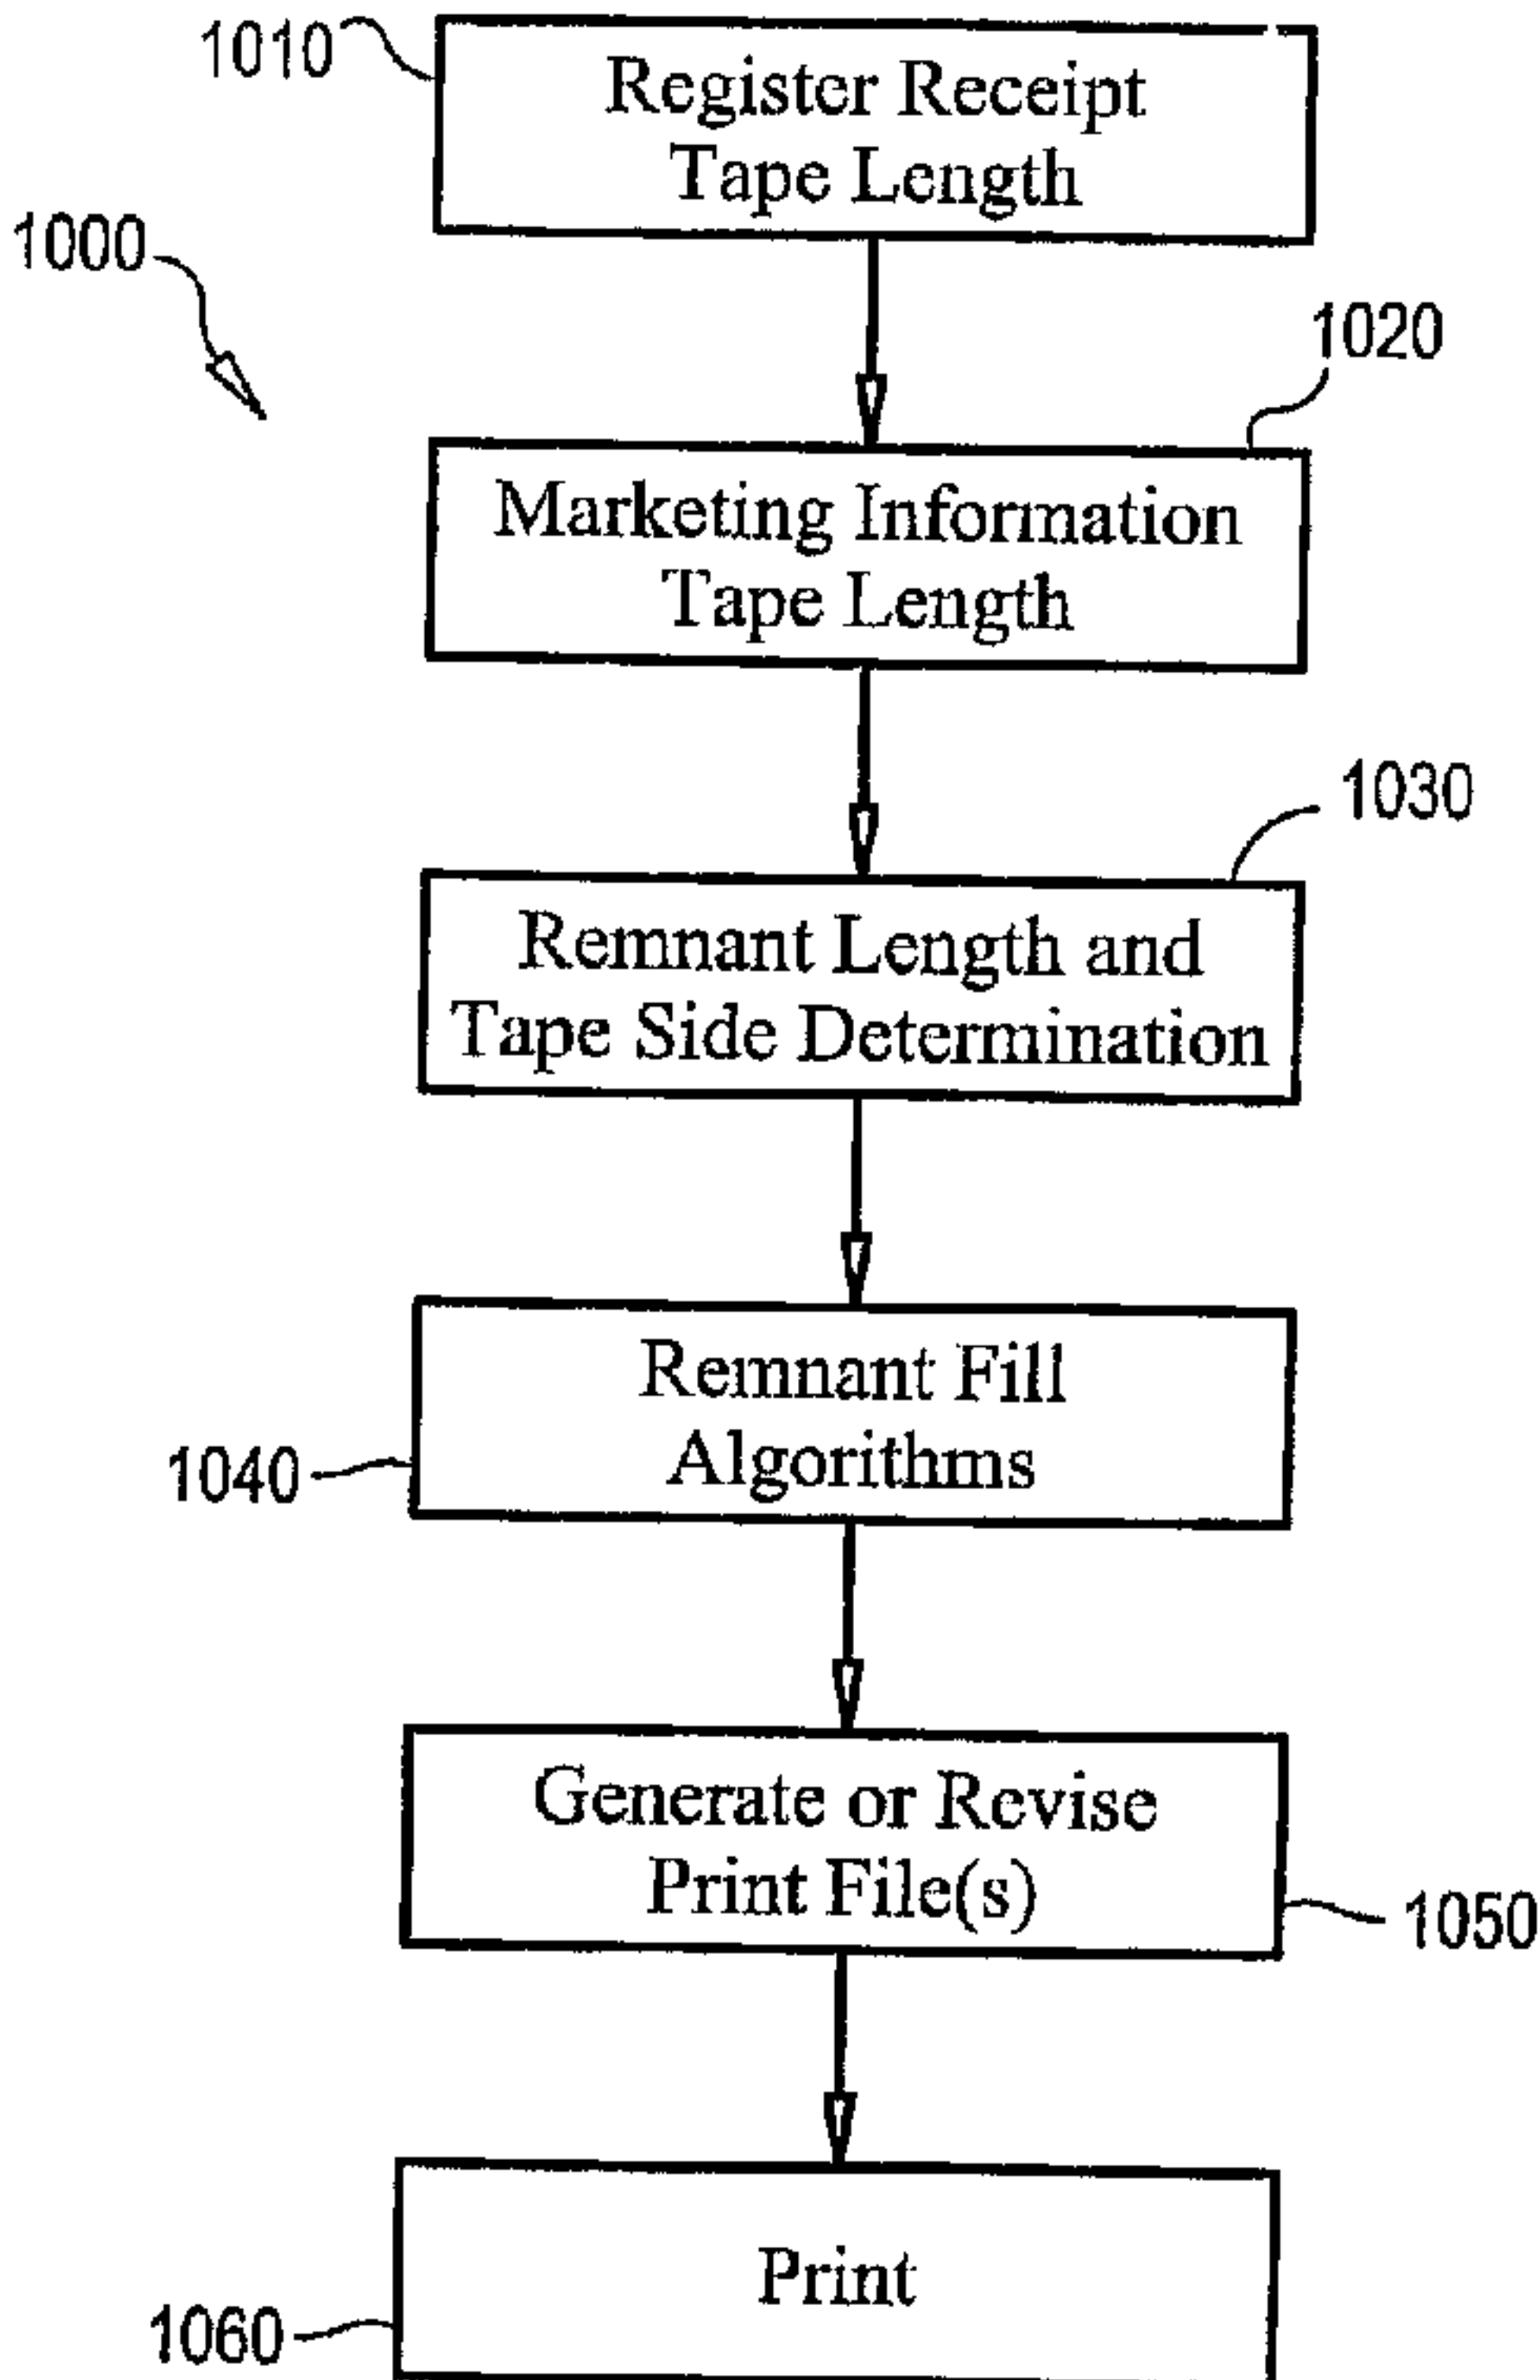 1010
Register Receipt
Tape Length
1000
1020
Marketing Information
Tape Length
1030
Remnant Length and
Tape Side Determination
Remnant Fill
Algorithms
1040
Generate or Revise
Print File(s)
1050
Print
1060